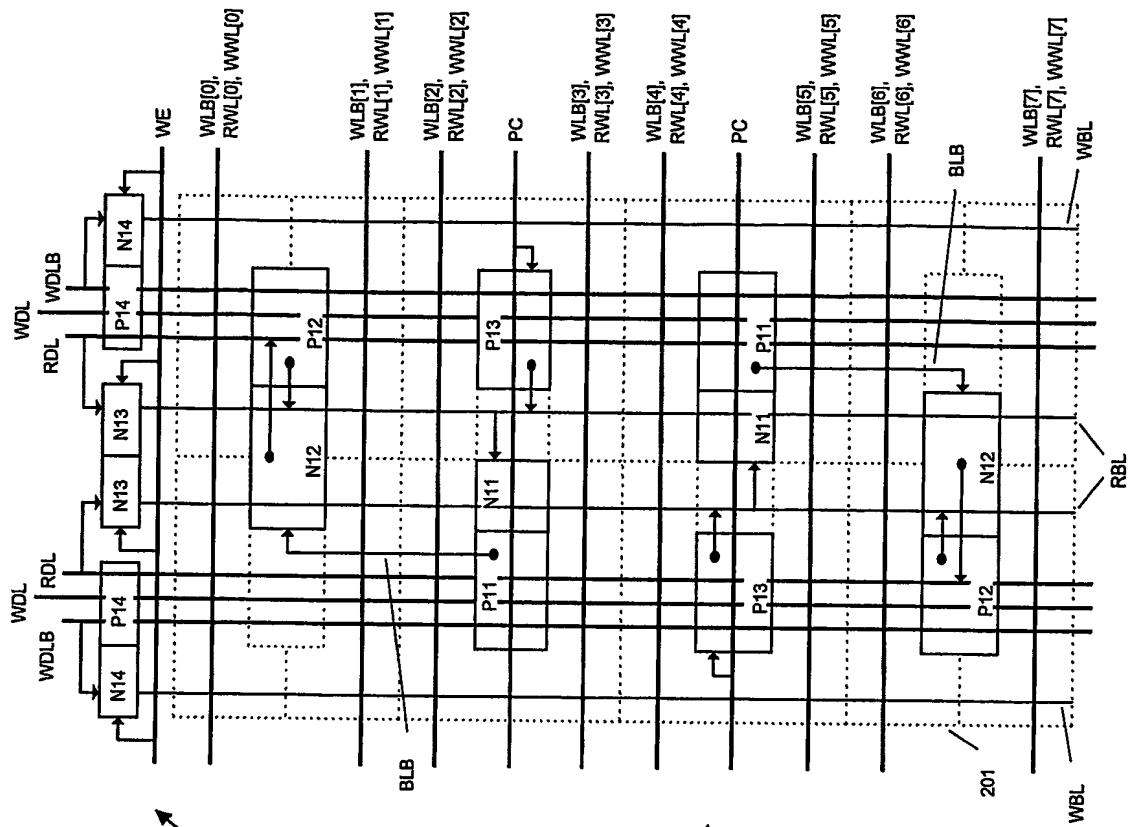 WE
WLB[0],
RWL[0], WWL[0]
WLB[1],
RWL[1], WWL[1]
WLB[2],
RWL[2], WWL[2]
PC
WLB[3],
RWL[3], WWL[3]
WLB[4],
RWL[4], WWL[4]
PC
WLB[5],
RWL[5], WWL[5]
WLB[6],
RWL[6], WWL[6]
BLB
WLB[7],
RWL[7], WWL[7]
WBL
WDLB
WDL
RDL
N14
P14
N13
N13
RDL
WDL
WDLB
P14
N14
P12
N12
P13
N11
P11
P11
N11
P13
N12
P12
RBL
BLB
201
WBL